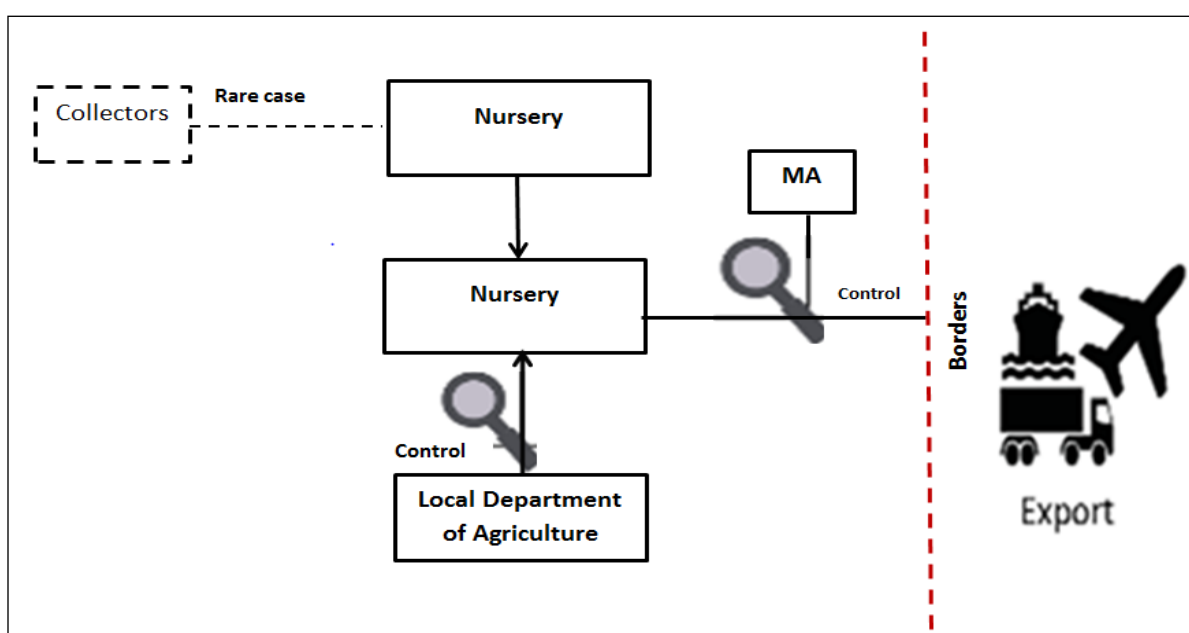 Collectors
Rare case
Nursery
MA
Nursery
Control
Borders
Control
Local Department
of Agriculture
Export